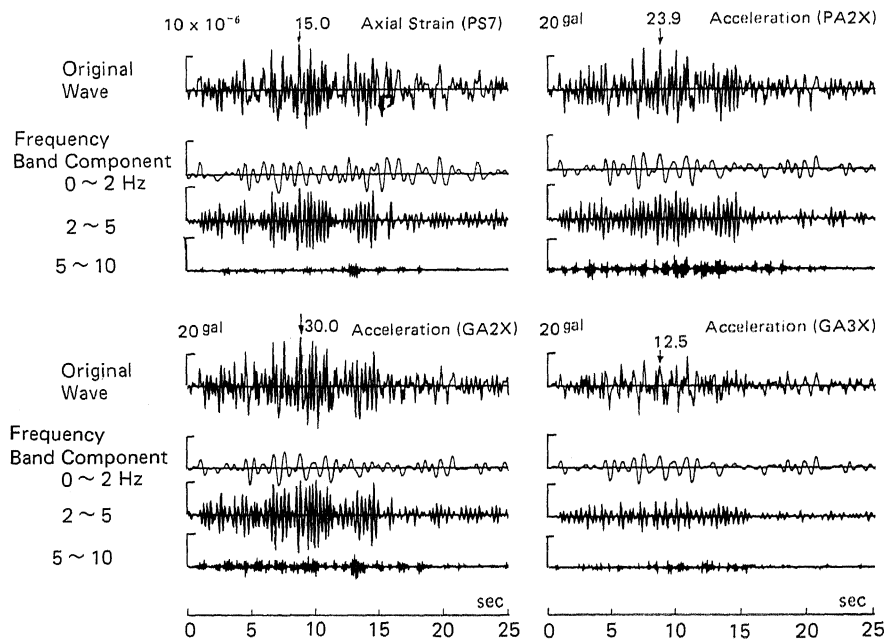 10 x 10⁻⁶ 15.0 Axial Strain (PS7)
Original
Wave
Frequency
Band Component
0 ~ 2 Hz
2 ~ 5
5 ~ 10
20 gal 23.9 Acceleration (PA2X)
20 gal 30.0 Acceleration (GA2X)
Original
Wave
Frequency
Band Component
0 ~ 2 Hz
2 ~ 5
5 ~ 10
sec
0 5 10 15 20 25
20 gal 12.5 Acceleration (GA3X)
sec
0 5 10 15 20 25